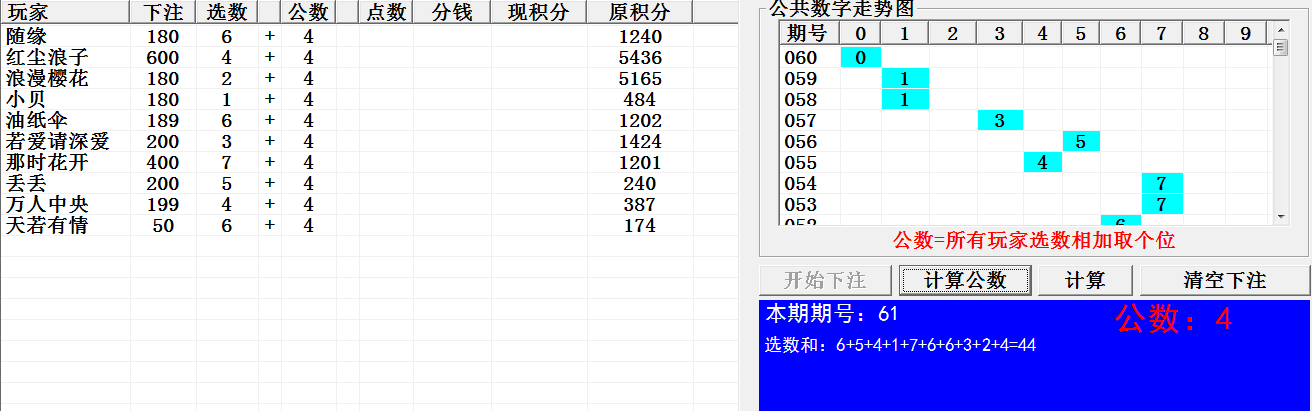 玩家 下注 选数 公数 点数 分钱 现积分 原积分
随缘 180 6 + 4 1240
红尘浪子 600 4 + 4 5436
浪漫樱花 180 2 + 4 5165
小贝 180 1 + 4 484
油纸伞 189 6 + 4 1202
若爱请深爱 200 3 + 4 1424
那时花开 400 7 + 4 1201
丢丢 200 5 + 4 240
万人中央 199 4 + 4 387
天若有情 50 6 + 4 174
公共数字走势图
期号 0 1 2 3 4 5 6 7 8 9
060 0
059 1
058 1
057 3
056 5
055 4
054 7
053 7
052 6
公数=所有玩家选数相加取个位
开始下注 计算公数 计算 清空下注
本期期号：61 公数：4
选数和：6+5+4+1+7+6+6+3+2+4=44